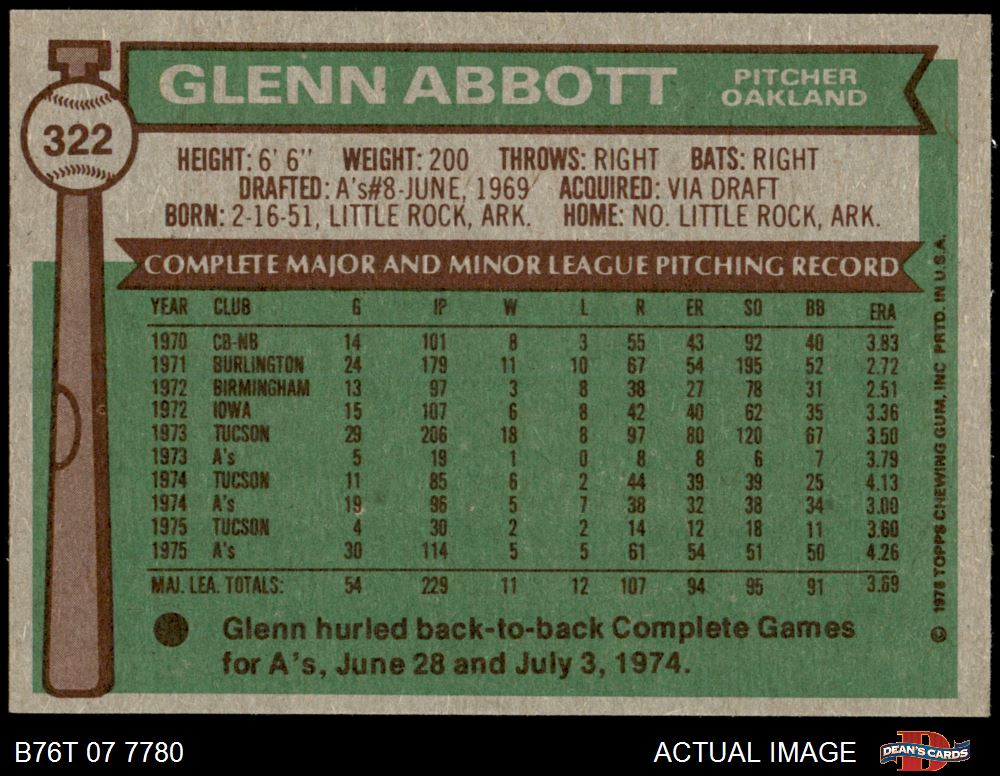 GLENN ABBOTT
PITCHER
OAKLAND
322
HEIGHT: 6' 6" WEIGHT: 200 THROWS: RIGHT BATS: RIGHT
DRAFTED: A's#8-JUNE, 1969 ACQUIRED: VIA DRAFT
BORN: 2-16-51, LITTLE ROCK, ARK. HOME: NO. LITTLE ROCK, ARK.
COMPLETE MAJOR AND MINOR LEAGUE PITCHING RECORD
YEAR CLUB G IP W L R ER SO BB ERA
1970 CB-NB 14 101 8 3 55 43 92 40 3.83
1971 BURLINGTON 24 179 11 10 67 54 195 52 2.72
1972 BIRMINGHAM 13 97 3 8 38 27 78 31 2.51
1972 IOWA 15 107 6 8 42 40 62 35 3.36
1973 TUCSON 29 206 18 8 97 80 120 67 3.50
1973 A's 5 19 1 0 8 8 6 7 3.79
1974 TUCSON 11 85 6 2 44 39 39 25 4.13
1974 A's 19 96 5 7 38 32 38 34 3.00
1975 TUCSON 4 30 2 2 14 12 18 11 3.60
1975 A's 30 114 5 5 61 54 51 50 4.26
MAJ. LEA. TOTALS: 54 229 11 12 107 94 95 91 3.69
Glenn hurled back-to-back Complete Games
for A's, June 28 and July 3, 1974.
© 1976 TOPPS CHEWING GUM, INC PRTD. IN U.S.A.
B76T 07 7780
ACTUAL IMAGE
DEAN'S CARDS